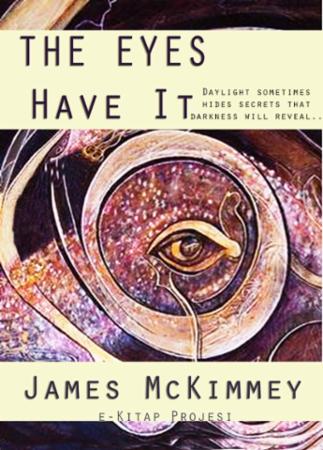 THE EYES
HAVE IT
DAYLIGHT SOMETIMES
HIDES SECRETS THAT
DARKNESS WILL REVEAL..
JAMES MCKIMMEY
E-KITAP PROJESI